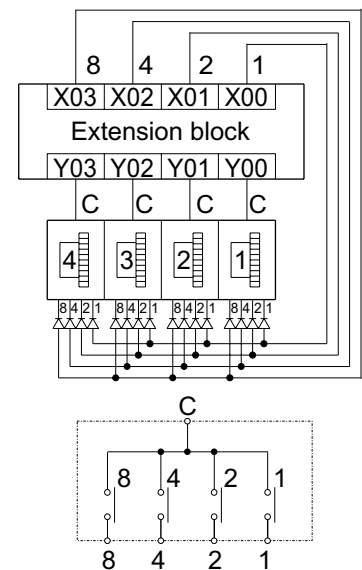 8 4 2 1
X03 X02 X01 X00
Extension block
Y03 Y02 Y01 Y00
C C C C
4 3 2 1
8 4 2 1 8 4 2 1 8 4 2 1 8 4 2 1
C
8 4 2 1
8 4 2 1